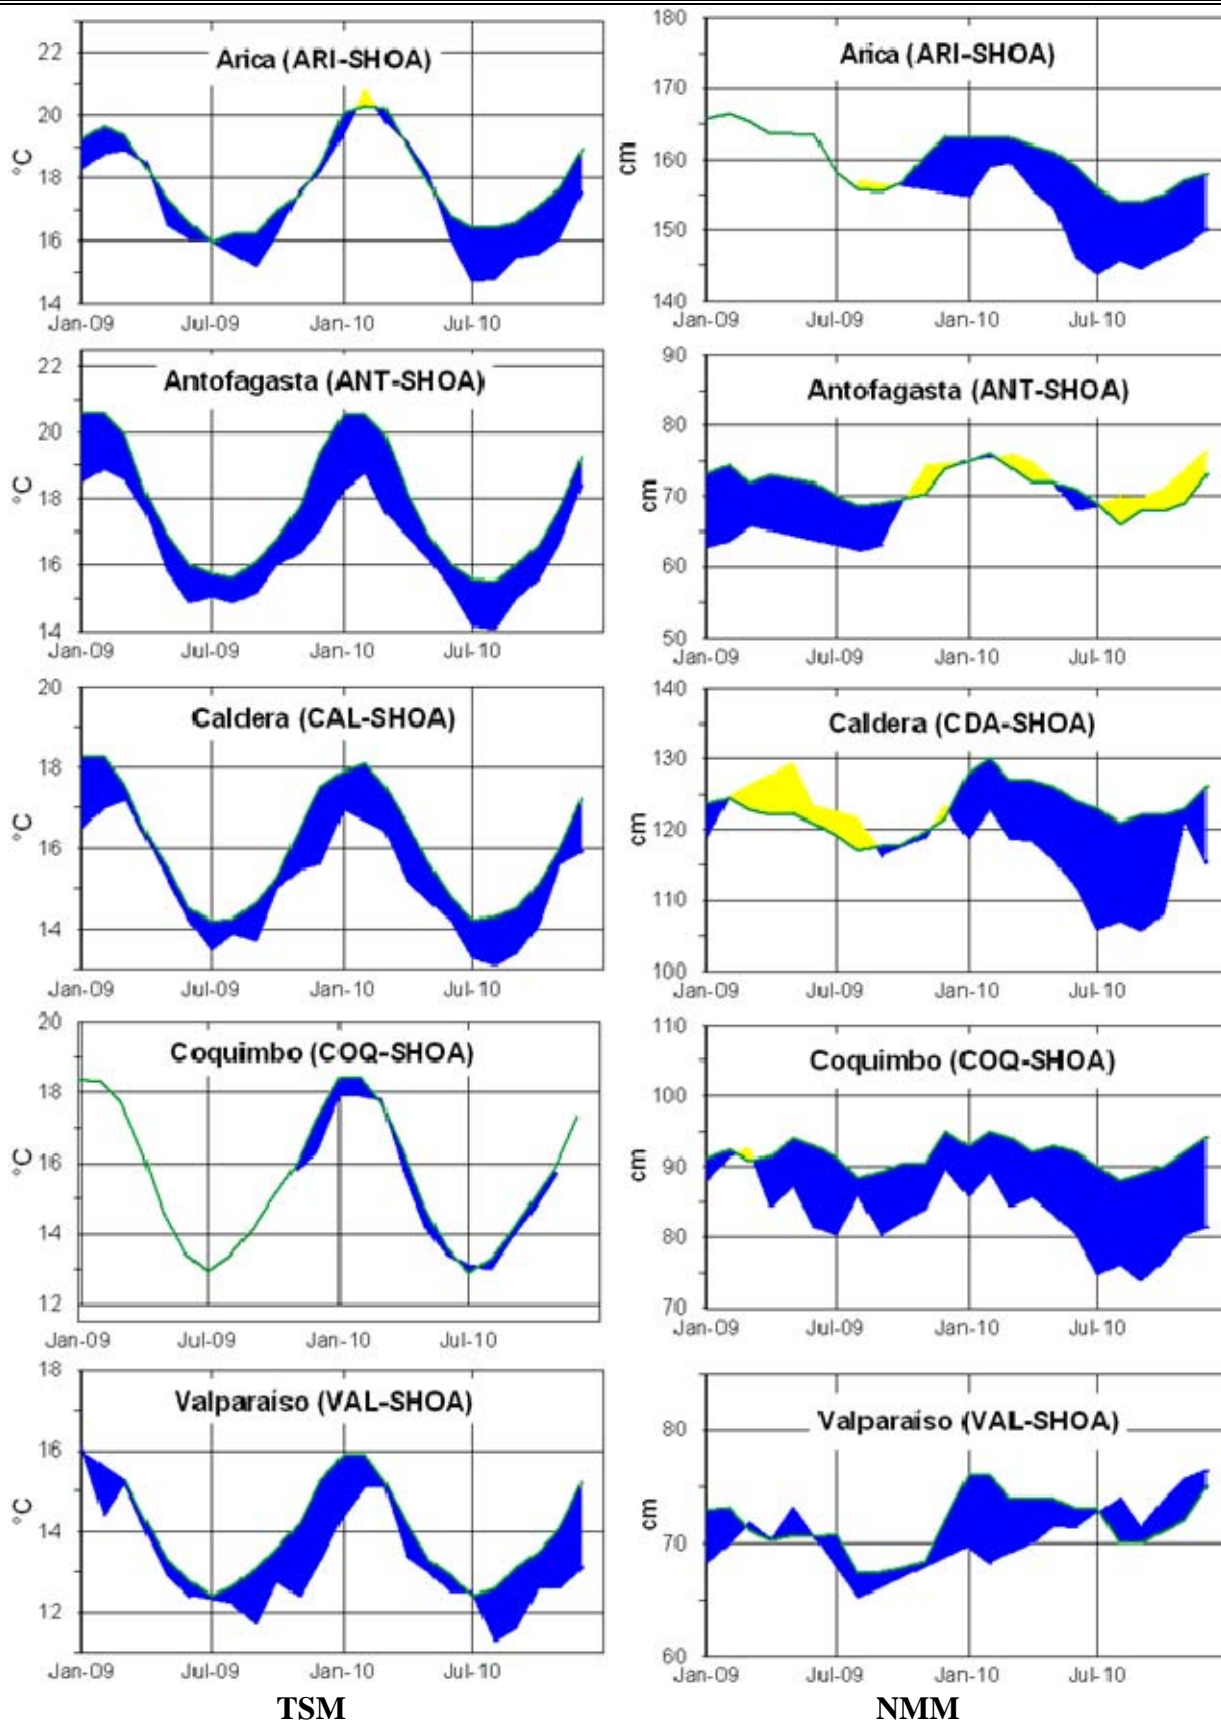 Arica (ARI-SHOA)
22
20
18
16
14
°C
Jan-09 Jul-09 Jan-10 Jul-10
Arica (ARI-SHOA)
180
170
160
150
140
cm
Jan-09 Jul-09 Jan-10 Jul-10
Antofagasta (ANT-SHOA)
22
20
18
16
14
°C
Jan-09 Jul-09 Jan-10 Jul-10
Antofagasta (ANT-SHOA)
90
80
70
60
50
cm
Jan-09 Jul-09 Jan-10 Jul-10
Caldera (CAL-SHOA)
20
18
16
14
°C
Jan-09 Jul-09 Jan-10 Jul-10
Caldera (CDA-SHOA)
140
130
120
110
100
cm
Jan-09 Jul-09 Jan-10 Jul-10
Coquimbo (COQ-SHOA)
20
18
16
14
12
°C
Jan-09 Jul-09 Jan-10 Jul-10
Coquimbo (COQ-SHOA)
110
100
90
80
70
cm
Jan-09 Jul-09 Jan-10 Jul-10
Valparaiso (VAL-SHOA)
18
16
14
12
°C
Jan-09 Jul-09 Jan-10 Jul-10
Valparaiso (VAL-SHOA)
80
70
60
cm
Jan-09 Jul-09 Jan-10 Jul-10
TSM
NMM